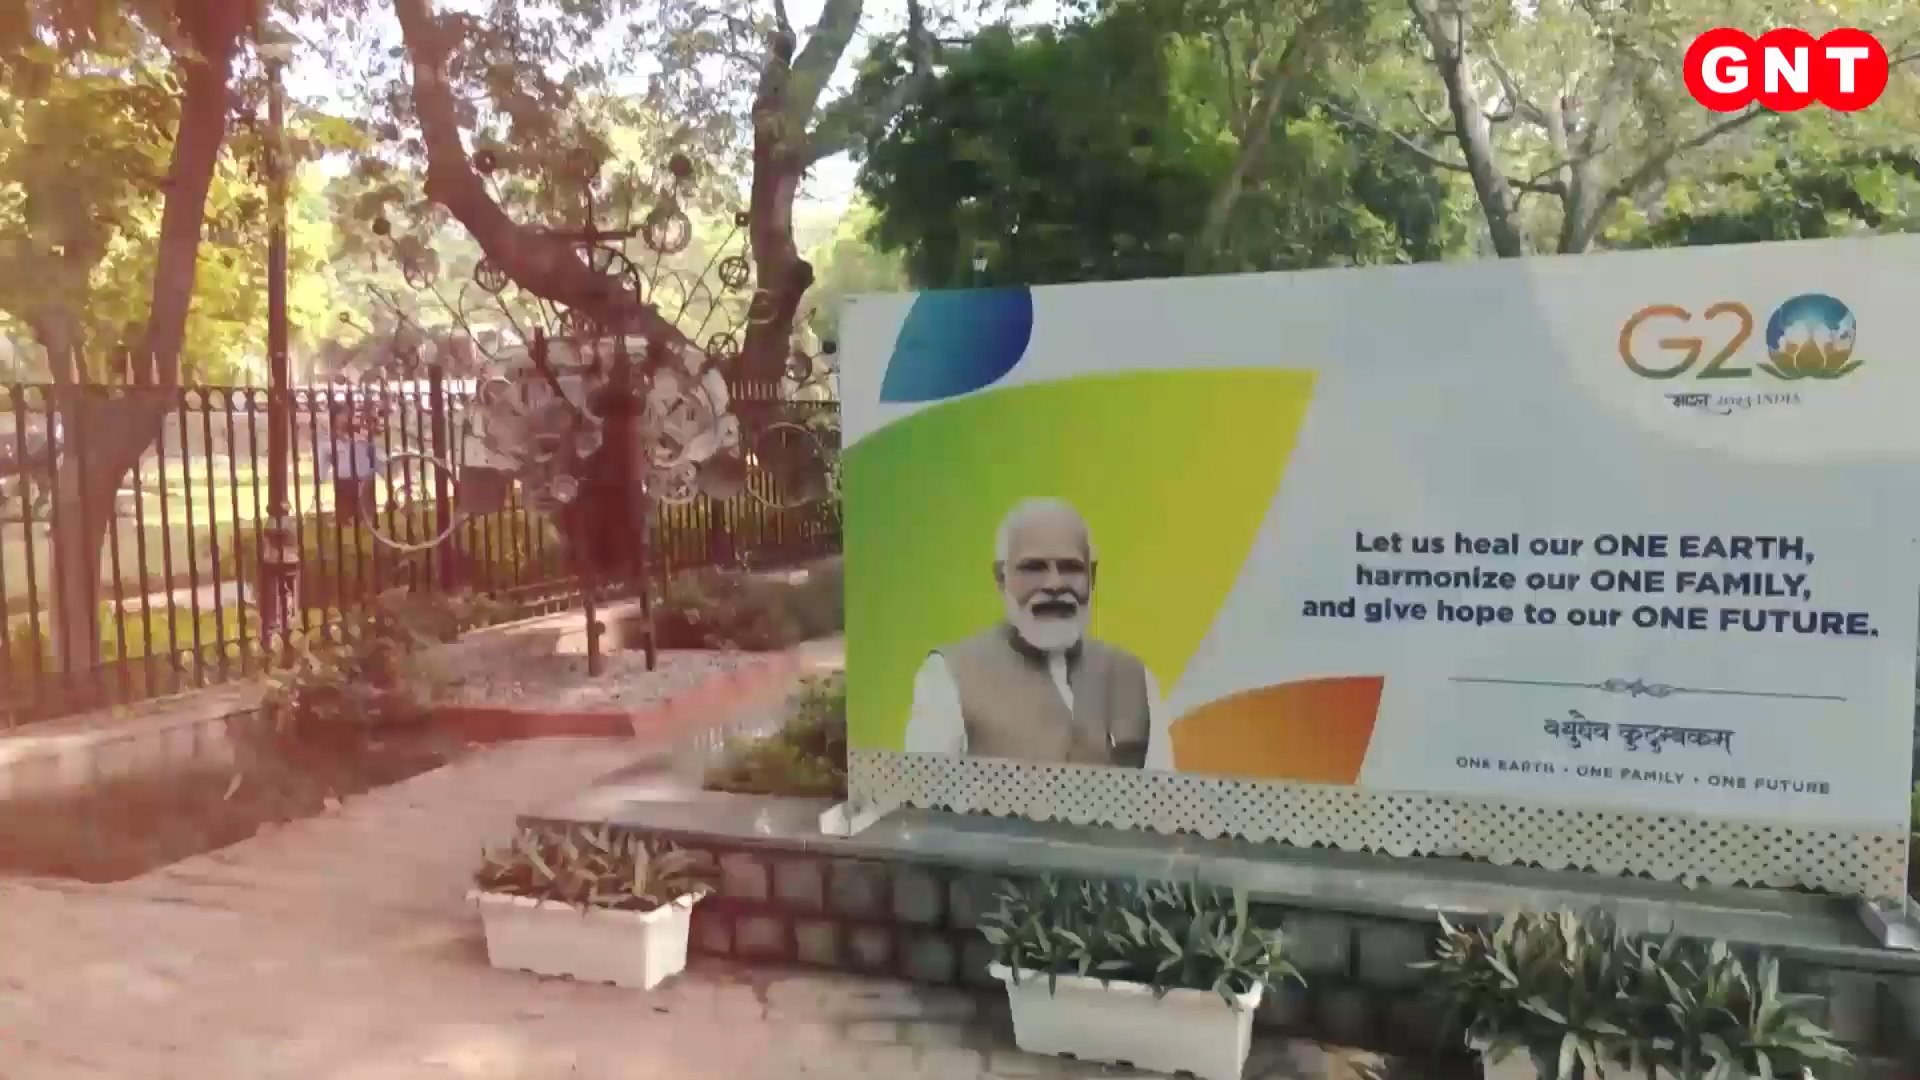 GNT
G20
भारत 2023 INDIA
Let us heal our ONE EARTH,
harmonize our ONE FAMILY,
and give hope to our ONE FUTURE.
वसुधैव कुटुम्बकम्
ONE EARTH • ONE FAMILY • ONE FUTURE